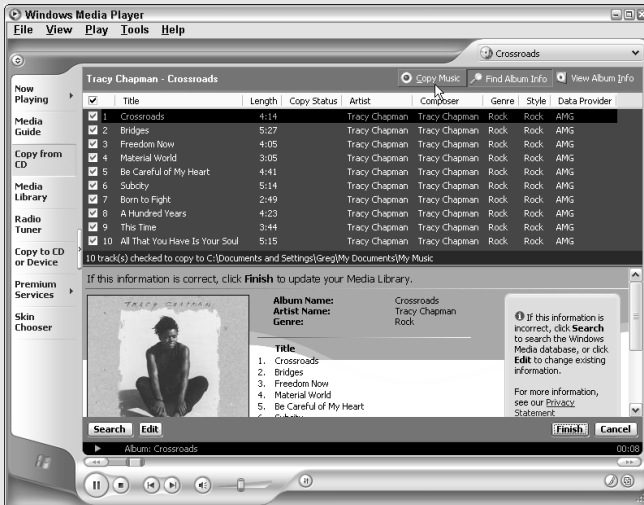 Windows Media Player
File View Play Tools Help
Crossroads
Tracy Chapman - Crossroads
Copy Music Find Album Info View Album Info
Now Playing
Media Guide
Copy from CD
Media Library
Radio Tuner
Copy to CD or Device
Premium Services
Skin Chooser
Title Length Copy Status Artist Composer Genre Style Data Provider
1 Crossroads 4:14 Tracy Chapman Tracy Chapman Rock Rock AMG
2 Bridges 5:27 Tracy Chapman Tracy Chapman Rock Rock AMG
3 Freedom Now 4:05 Tracy Chapman Tracy Chapman Rock Rock AMG
4 Material World 3:05 Tracy Chapman Tracy Chapman Rock Rock AMG
5 Be Careful of My Heart 4:41 Tracy Chapman Tracy Chapman Rock Rock AMG
6 Subcity 5:14 Tracy Chapman Tracy Chapman Rock Rock AMG
7 Born to Fight 2:49 Tracy Chapman Tracy Chapman Rock Rock AMG
8 A Hundred Years 4:23 Tracy Chapman Tracy Chapman Rock Rock AMG
9 This Time 3:44 Tracy Chapman Tracy Chapman Rock Rock AMG
10 All That You Have Is Your Soul 5:15 Tracy Chapman Tracy Chapman Rock Rock AMG
10 track(s) checked to copy to C:\Documents and Settings\Greg\My Documents\My Music
If this information is correct, click Finish to update your Media Library.
TRACY CHAPMAN
Album Name: Crossroads
Artist Name: Tracy Chapman
Genre: Rock
Title
1. Crossroads
2. Bridges
3. Freedom Now
4. Material World
5. Be Careful of My Heart
6. Subcity
If this information is
incorrect, click Search
to search the Windows
Media database, or click
Edit to change existing
information.
For more information,
see our Privacy
Statement
Search Edit Finish Cancel
Album: Crossroads 00:08